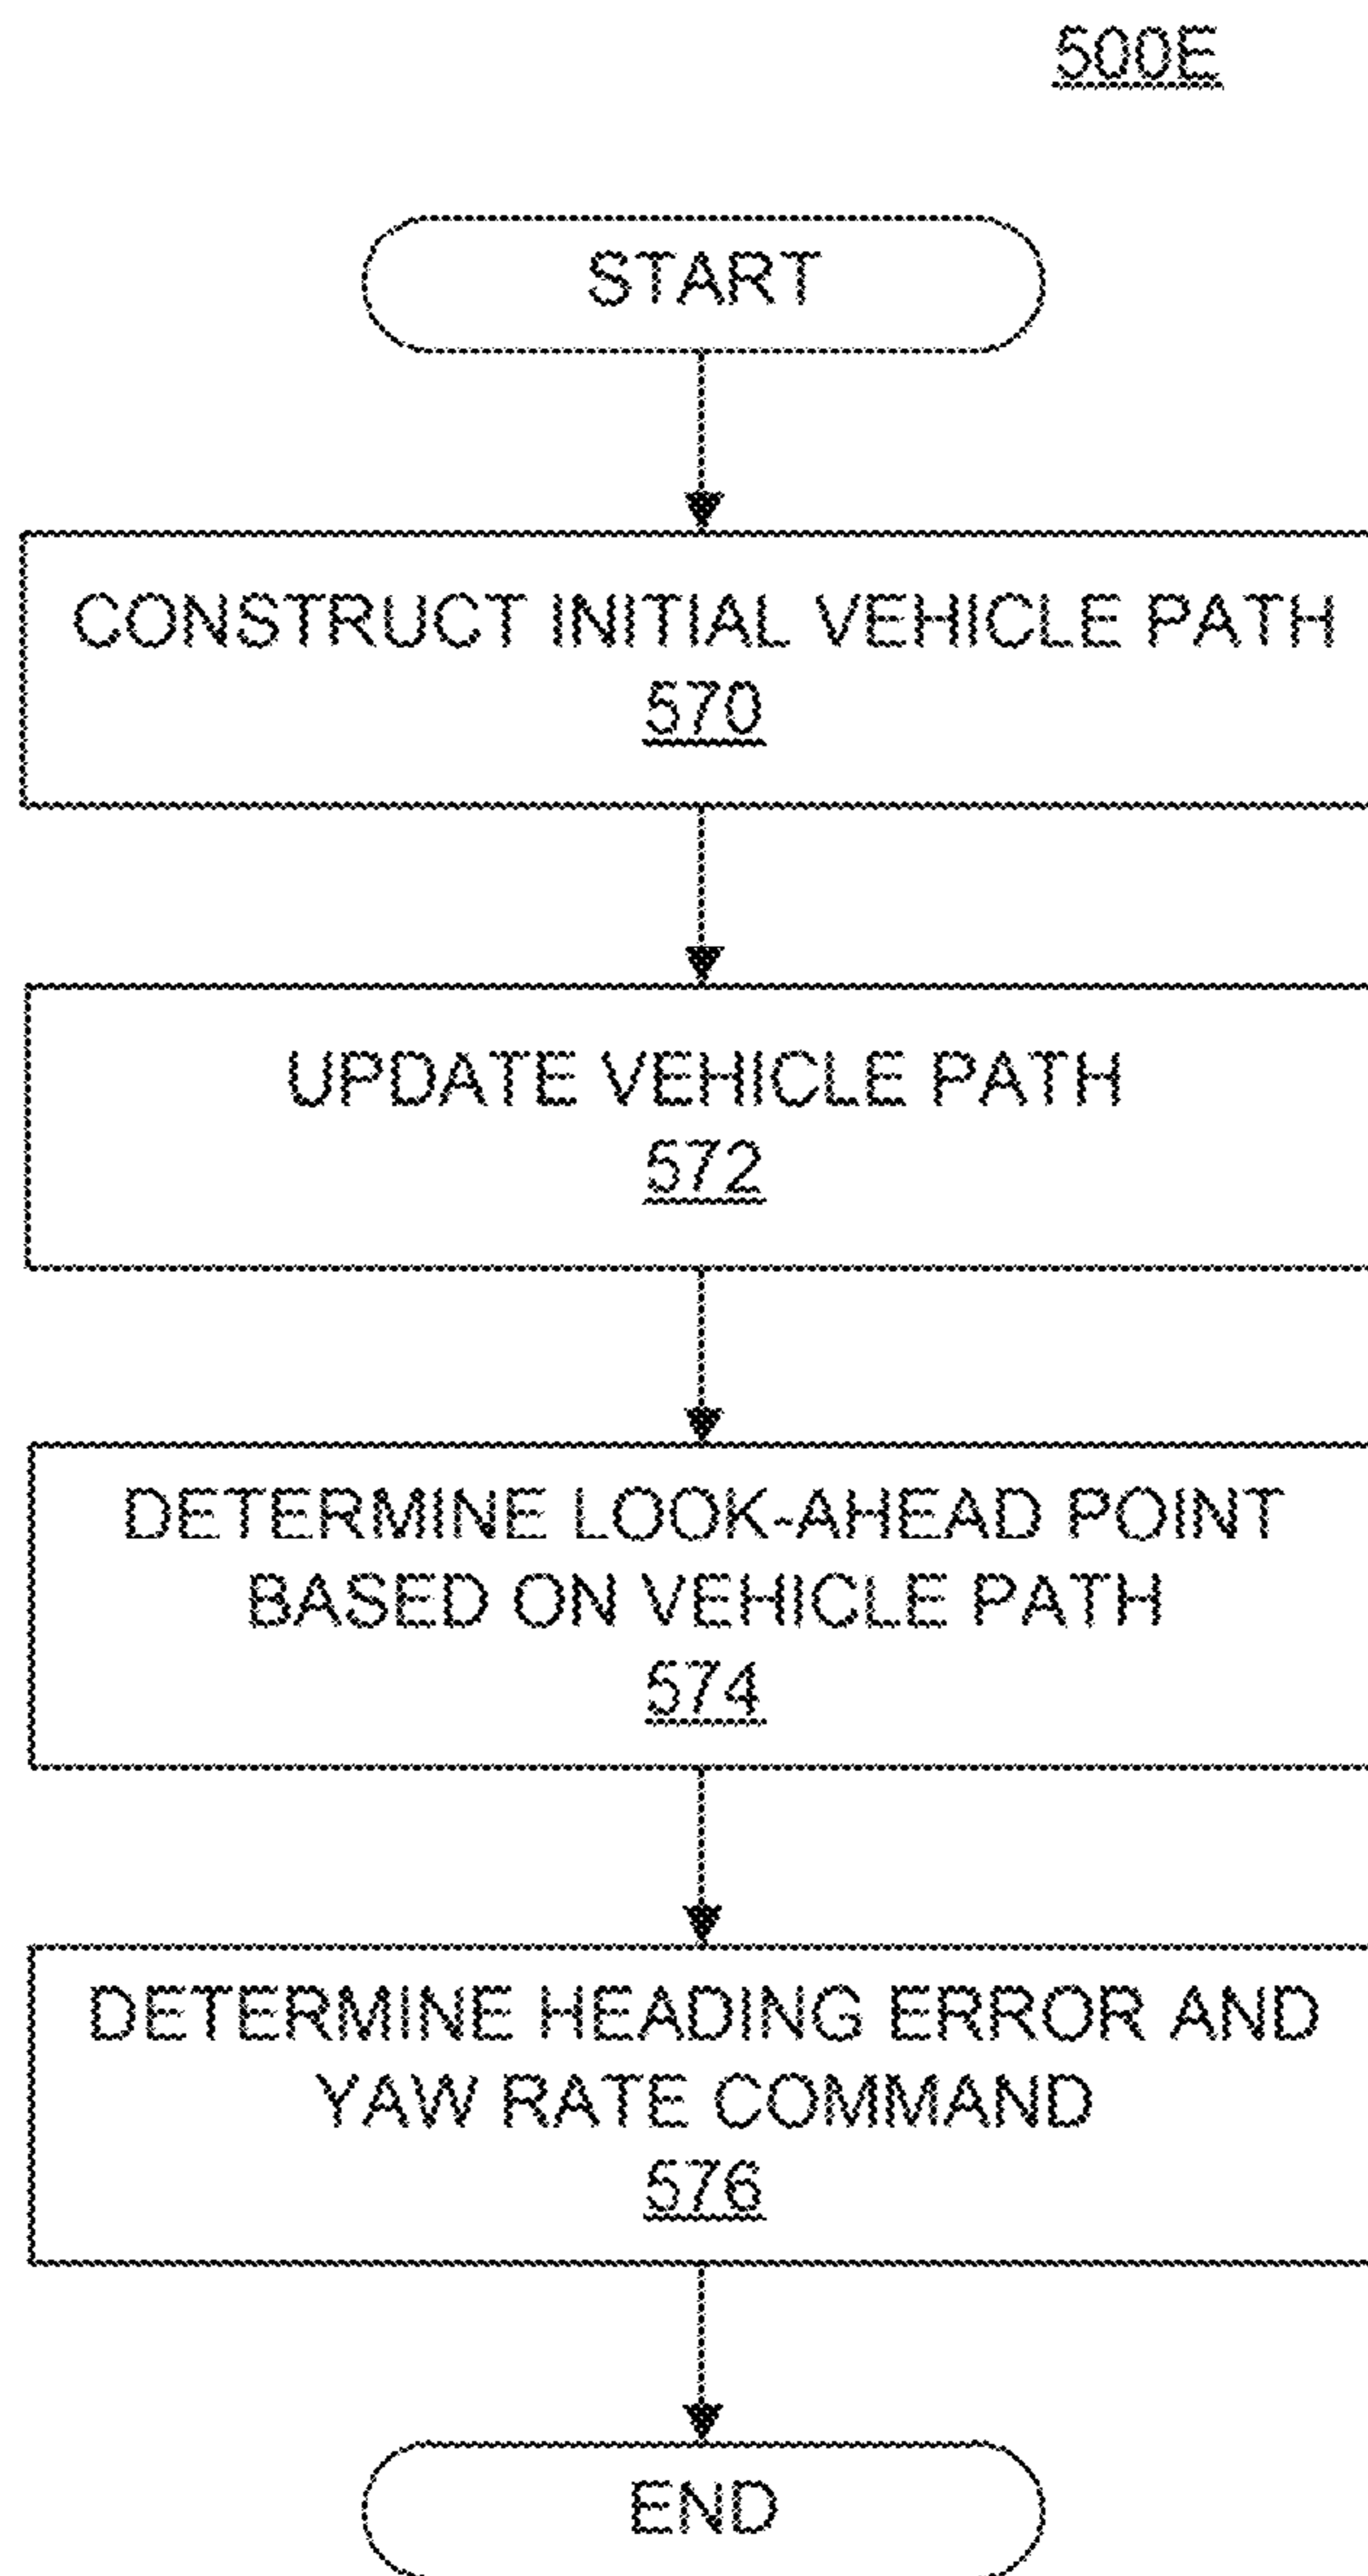 500E
START
CONSTRUCT INITIAL VEHICLE PATH
570
UPDATE VEHICLE PATH
572
DETERMINE LOOK-AHEAD POINT
BASED ON VEHICLE PATH
574
DETERMINE HEADING ERROR AND
YAW RATE COMMAND
576
END